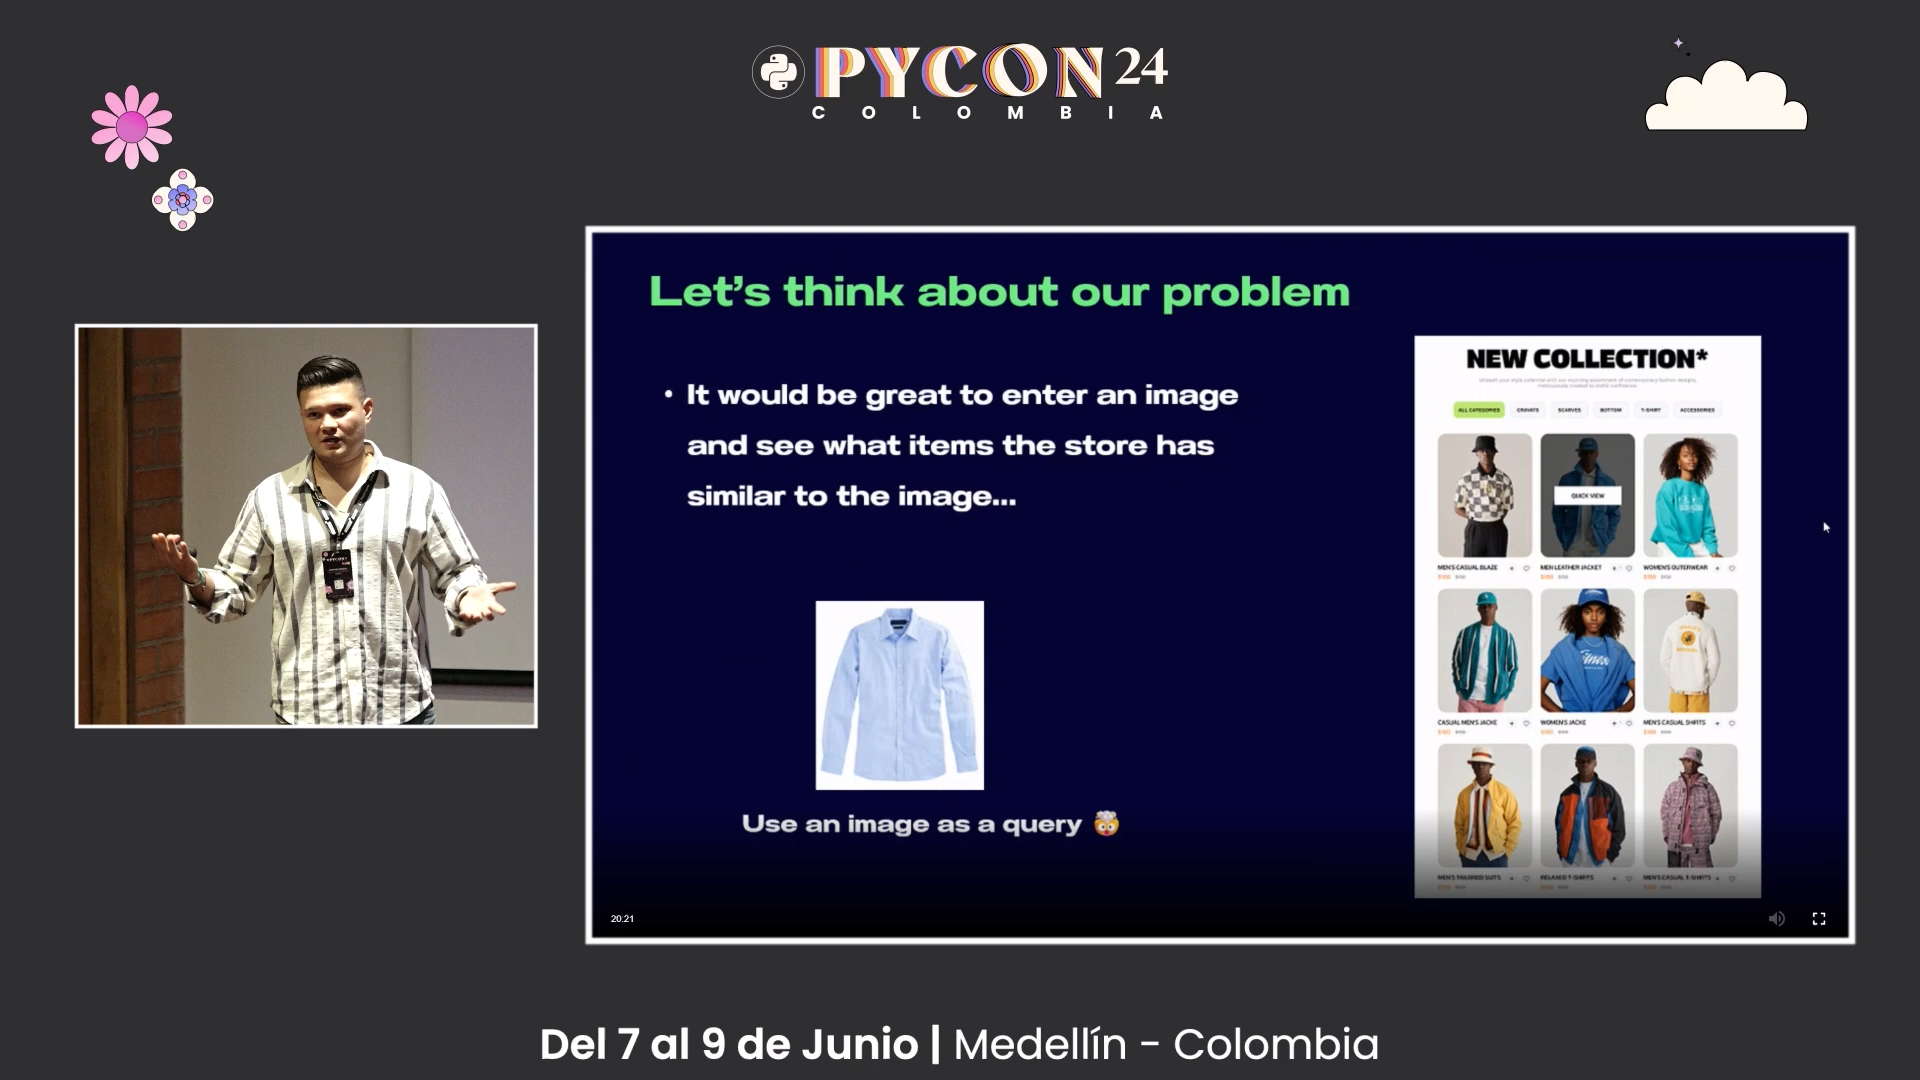 PYCON 24
COLOMBIA
Let's think about our problem
• It would be great to enter an image
and see what items the store has
similar to the image...
Use an image as a query 🤯
NEW COLLECTION*
ALL CATEGORIES CRAVATS SCARVES BOTTOM T-SHIRT ACCESSORIES
QUICK VIEW
MEN'S CASUAL BLAZE MEN LEATHER JACKET WOMEN'S OUTERWEAR
CASUAL MEN'S JACKE WOMEN'S JACKE MEN'S CASUAL SHIRTS
MEN'S TAILORED SUITS RELAXED T-SHIRTS MEN'S CASUAL T-SHIRTS
20:21
Del 7 al 9 de Junio | Medellín - Colombia